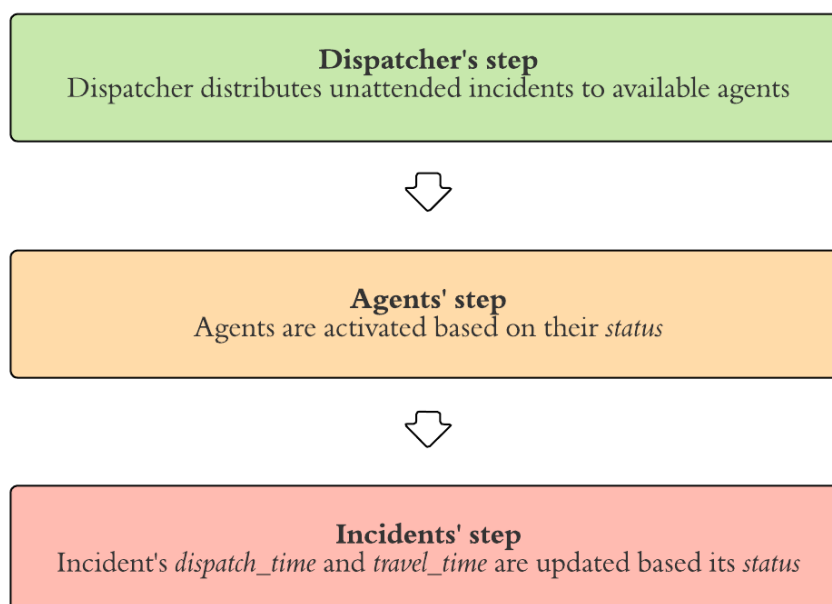 Dispatcher's step
Dispatcher distributes unattended incidents to available agents
Agents' step
Agents are activated based on their status
Incidents' step
Incident's dispatch_time and travel_time are updated based its status